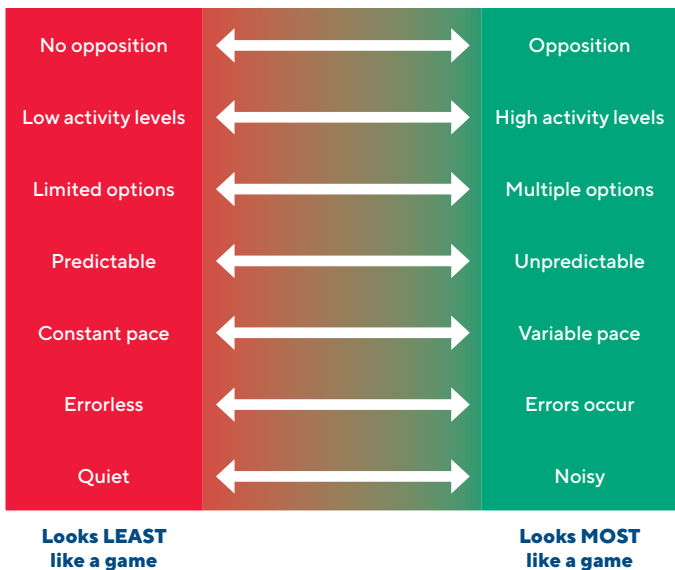 No opposition
Opposition
Low activity levels
High activity levels
Limited options
Multiple options
Predictable
Unpredictable
Constant pace
Variable pace
Errorless
Errors occur
Quiet
Noisy
Looks LEAST
like a game
Looks MOST
like a game